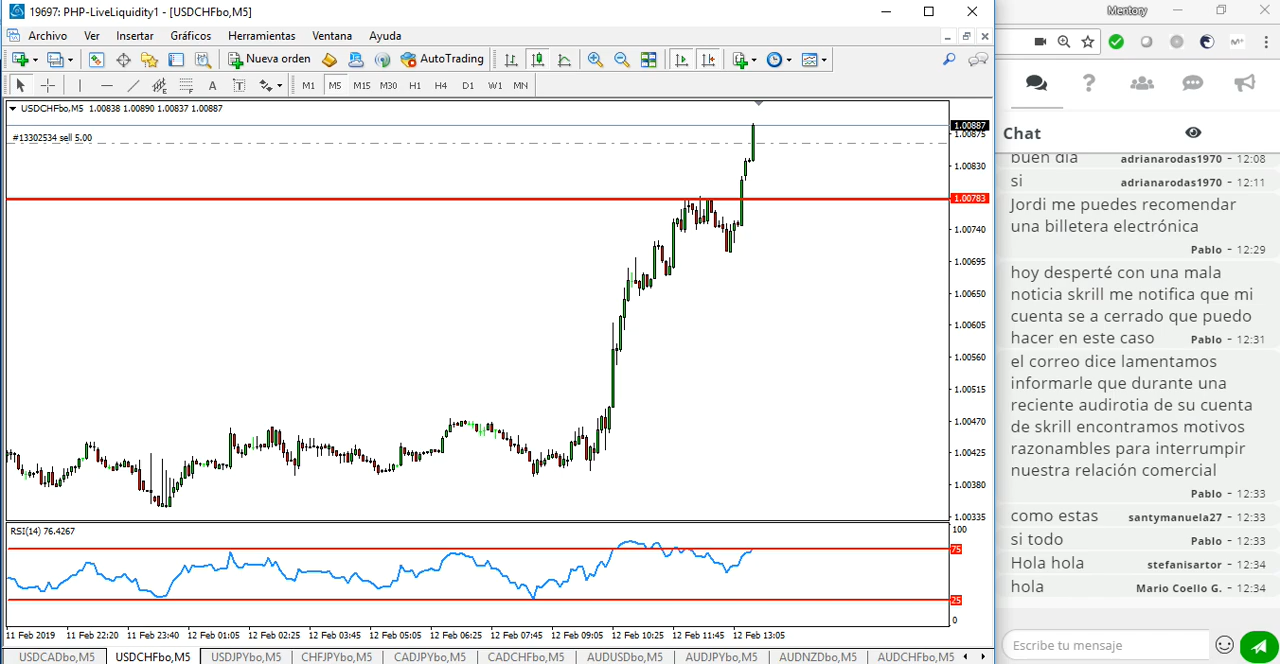 19697: PHP-LiveLiquidity1 - [USDCHFbo,M5]
Archivo Ver Insertar Gráficos Herramientas Ventana Ayuda
Nueva orden AutoTrading
A T M1 M5 M15 M30 H1 H4 D1 W1 MN
USDCHFbo,M5 1.00838 1.00890 1.00837 1.00887
#13302534 sell 5.00
1.00887
1.00875
1.00830
1.00783
1.00740
1.00695
1.00650
1.00605
1.00560
1.00515
1.00470
1.00425
1.00380
1.00335
RSI(14) 76.4267
100
75
25
0
11 Feb 2019 11 Feb 22:20 11 Feb 23:40 12 Feb 01:05 12 Feb 02:25 12 Feb 03:45 12 Feb 05:05 12 Feb 06:25 12 Feb 07:45 12 Feb 09:05 12 Feb 10:25 12 Feb 11:45 12 Feb 13:05
USDCADbo,M5 USDCHFbo,M5 USDJPYbo,M5 CHFJPYbo,M5 CADJPYbo,M5 CADCHFbo,M5 AUDUSDbo,M5 AUDJPYbo,M5 AUDNZDbo,M5 AUDCHFbo,M5
Mentory
Chat
buen dia adrianarodas1970 - 12:08
si adrianarodas1970 - 12:11
Jordi me puedes recomendar
una billetera electrónica
Pablo - 12:29
hoy desperté con una mala
noticia skrill me notifica que mi
cuenta se a cerrado que puedo
hacer en este caso Pablo - 12:31
el correo dice lamentamos
informarle que durante una
reciente audirotia de su cuenta
de skrill encontramos motivos
razonambles para interrumpir
nuestra relación comercial
Pablo - 12:33
como estas santymanuela27 - 12:33
si todo Pablo - 12:33
Hola hola stefanisartor - 12:34
hola Mario Coello G. - 12:34
Escribe tu mensaje